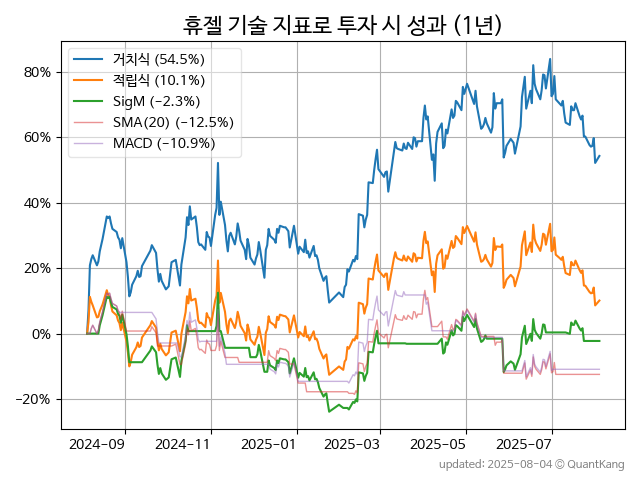 휴젤 기술 지표로 투자 시 성과 (1년)
거치식 (54.5%)
적립식 (10.1%)
SigM (−2.3%)
SMA(20) (−12.5%)
MACD (−10.9%)
80%
60%
40%
20%
0%
−20%
2024-09
2024-11
2025-01
2025-03
2025-05
2025-07
updated: 2025-08-04 © QuantKang